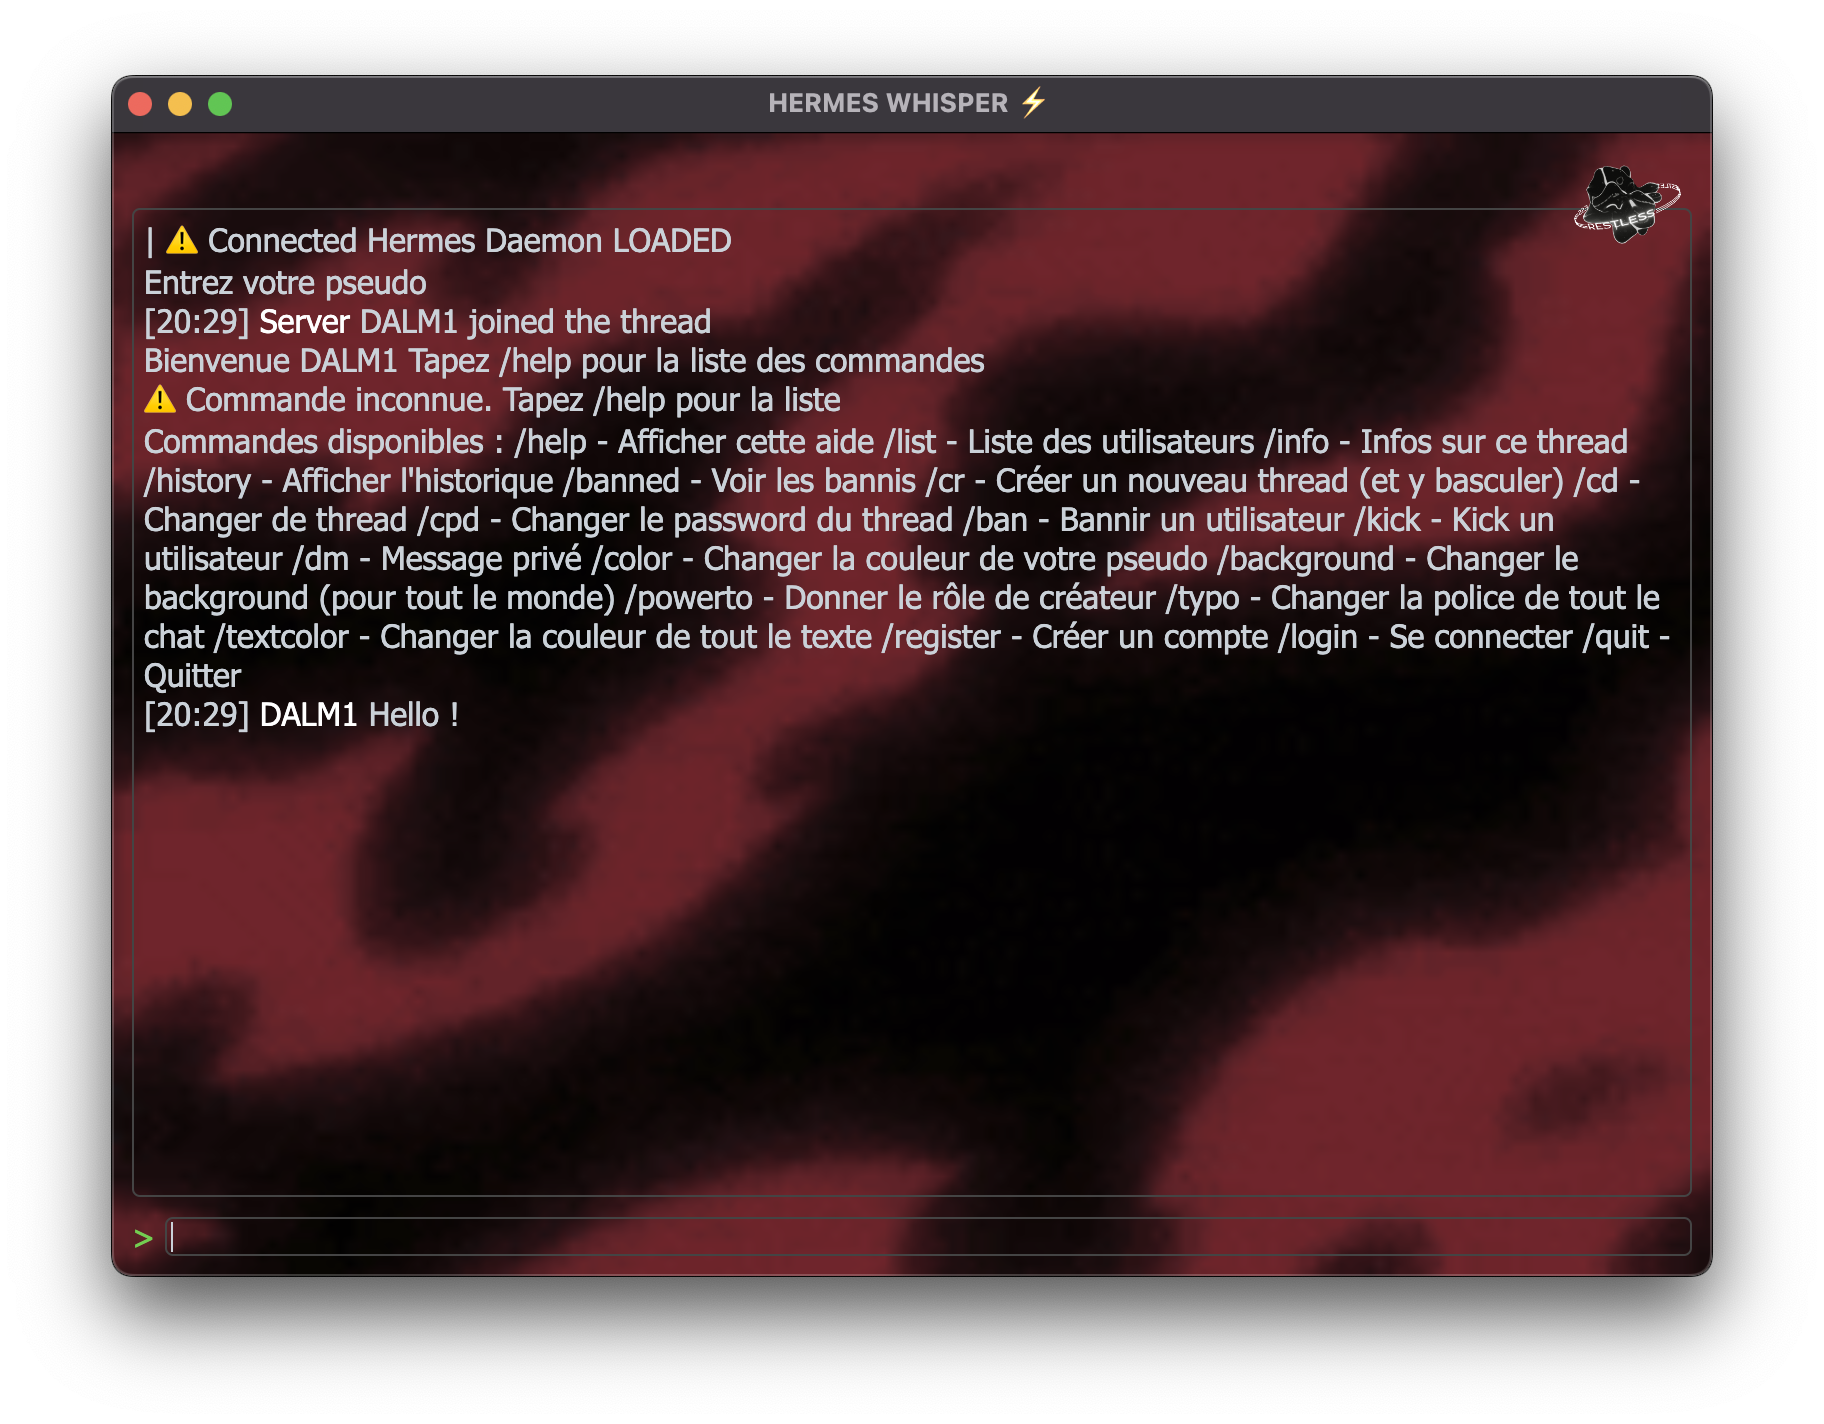 HERMES WHISPER ⚡
RESTLESS
| ⚠️ Connected Hermes Daemon LOADED
Entrez votre pseudo
[20:29] Server DALM1 joined the thread
Bienvenue DALM1 Tapez /help pour la liste des commandes
⚠️ Commande inconnue. Tapez /help pour la liste
Commandes disponibles : /help - Afficher cette aide /list - Liste des utilisateurs /info - Infos sur ce thread
/history - Afficher l'historique /banned - Voir les bannis /cr - Créer un nouveau thread (et y basculer) /cd -
Changer de thread /cpd - Changer le password du thread /ban - Bannir un utilisateur /kick - Kick un
utilisateur /dm - Message privé /color - Changer la couleur de votre pseudo /background - Changer le
background (pour tout le monde) /powerto - Donner le rôle de créateur /typo - Changer la police de tout le
chat /textcolor - Changer la couleur de tout le texte /register - Créer un compte /login - Se connecter /quit -
Quitter
[20:29] DALM1 Hello !
>